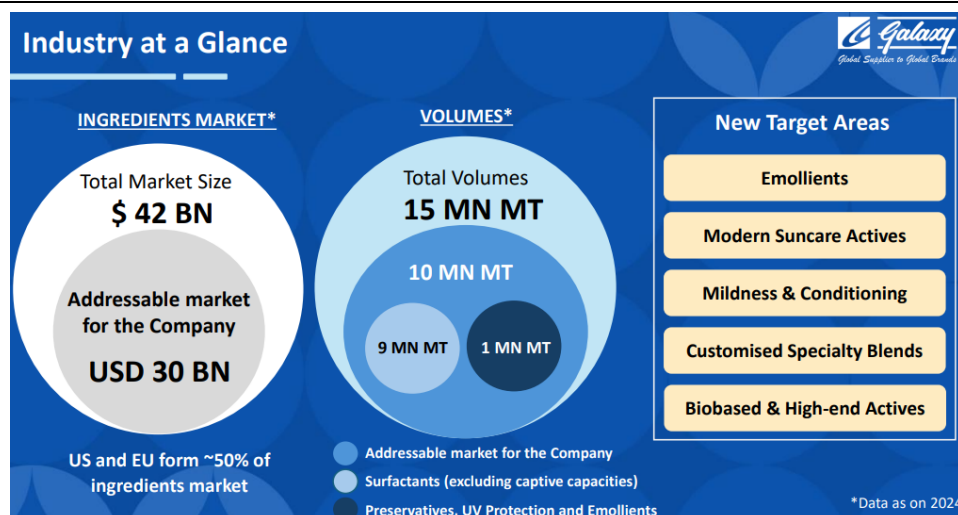 Industry at a Glance
Galaxy
Global Supplier to Global Brands
INGREDIENTS MARKET*
Total Market Size
$ 42 BN
Addressable market
for the Company
USD 30 BN
US and EU form ~50% of
ingredients market
VOLUMES*
Total Volumes
15 MN MT
10 MN MT
9 MN MT
1 MN MT
Addressable market for the Company
Surfactants (excluding captive capacities)
Preservatives, UV Protection and Emollients
New Target Areas
Emollients
Modern Suncare Actives
Mildness & Conditioning
Customised Specialty Blends
Biobased & High-end Actives
*Data as on 2024